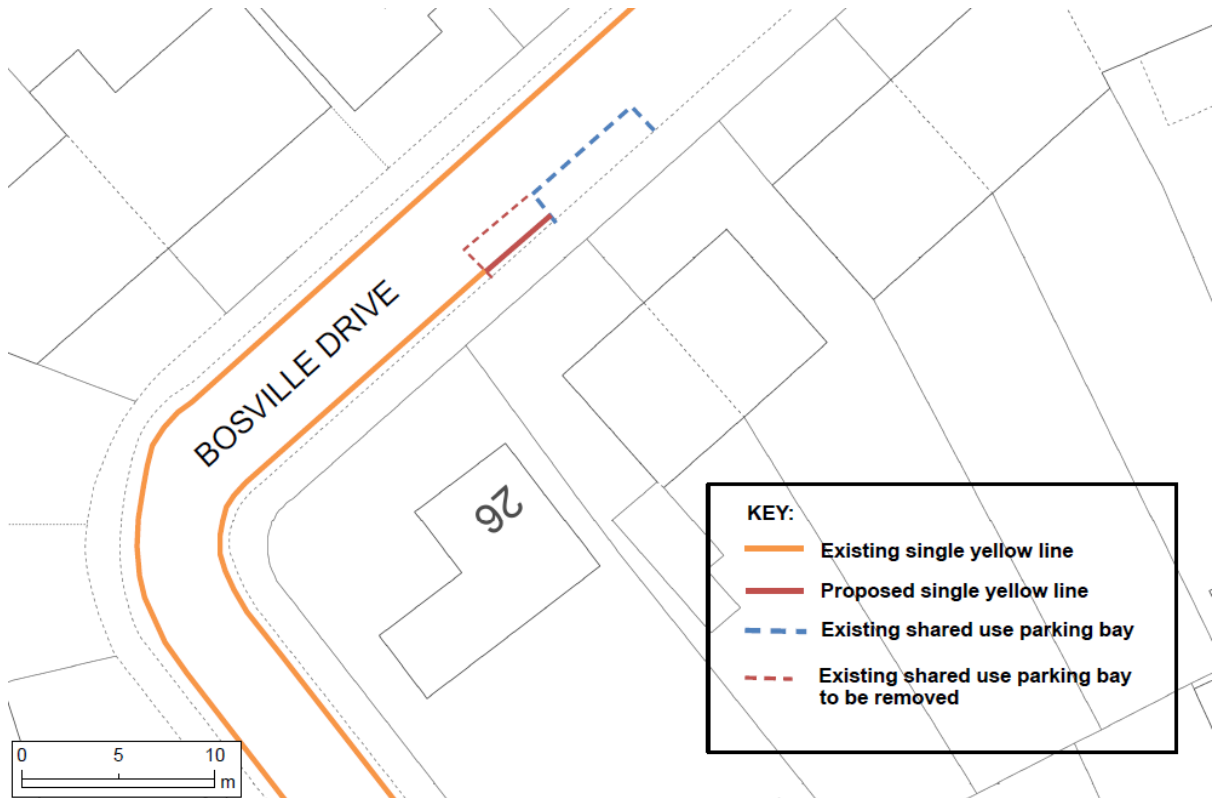 BOSVILLE DRIVE
26
KEY:
Existing single yellow line
Proposed single yellow line
Existing shared use parking bay
Existing shared use parking bay
to be removed
0 5 10
m